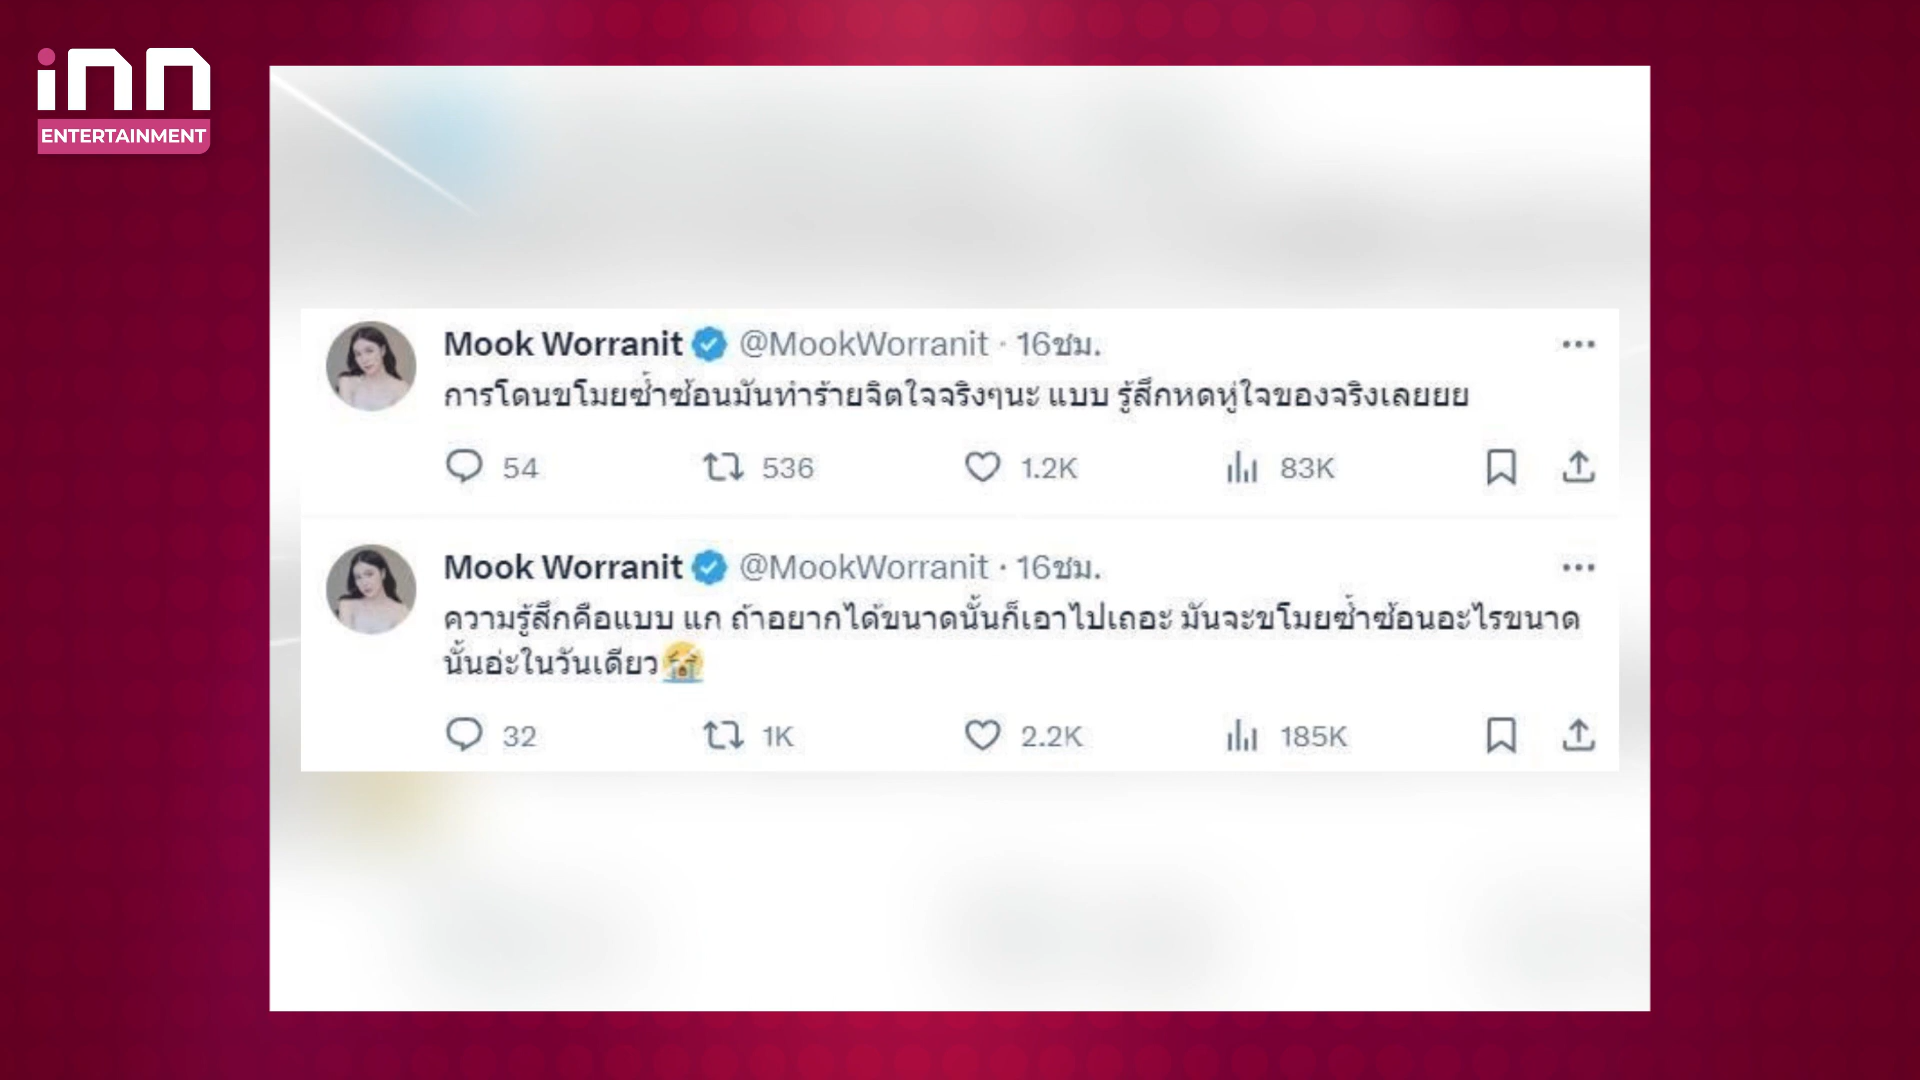 inn
ENTERTAINMENT
Mook Worranit @MookWorranit · 16ชม.
การโดนขโมยซ้ำซ้อนมันทำร้ายจิตใจจริงๆนะ แบบ รู้สึกหดหู่ใจของจริงเลยยย
54 536 1.2K 83K
Mook Worranit @MookWorranit · 16ชม.
ความรู้สึกคือแบบ แก ถ้าอยากได้ขนาดนั้นก็เอาไปเถอะ มันจะขโมยซ้ำซ้อนอะไรขนาด
นั้นอ่ะในวันเดียว😭
32 1K 2.2K 185K